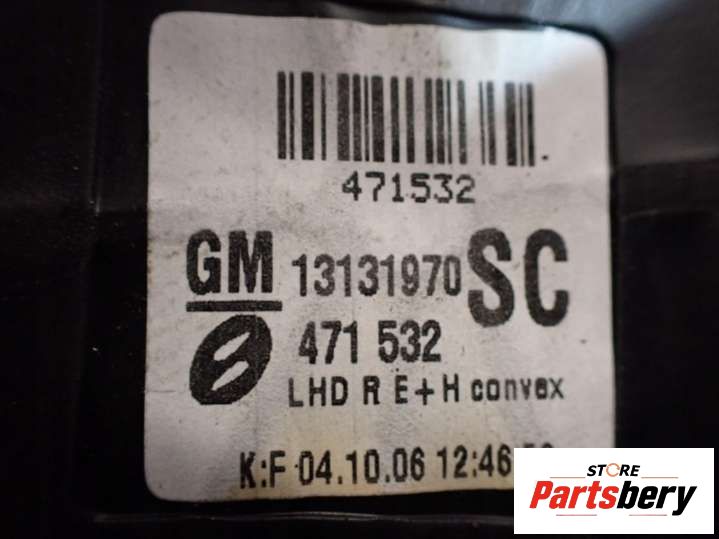 471532
GM 13131970 SC
471 532
LHD R E+H convex
K:F 04.10.06 12:46
STORE
Partsbery